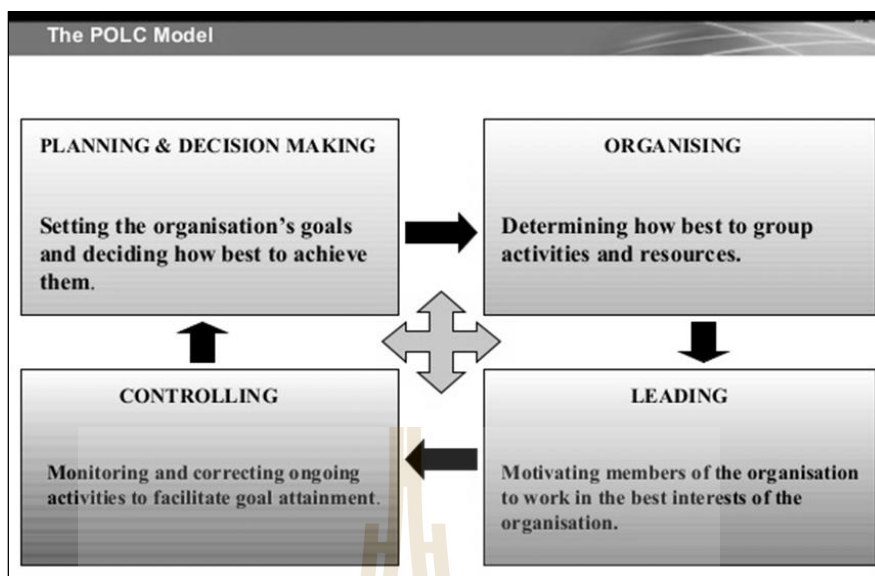 The POLC Model
PLANNING & DECISION MAKING
Setting the organisation's goals
and deciding how best to achieve
them.
ORGANISING
Determining how best to group
activities and resources.
CONTROLLING
Monitoring and correcting ongoing
activities to facilitate goal attainment.
LEADING
Motivating members of the organisation
to work in the best interests of the
organisation.